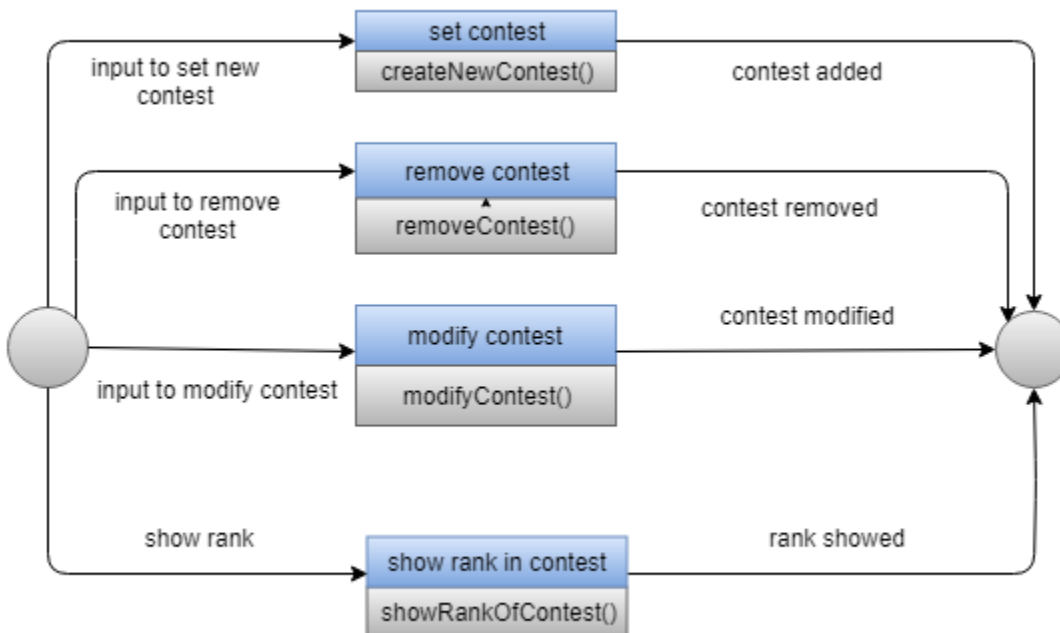 set contest
createNewContest()
input to set new
contest
contest added
remove contest
removeContest()
input to remove
contest
contest removed
modify contest
modifyContest()
input to modify contest
contest modified
show rank
show rank in contest
showRankOfContest()
rank showed